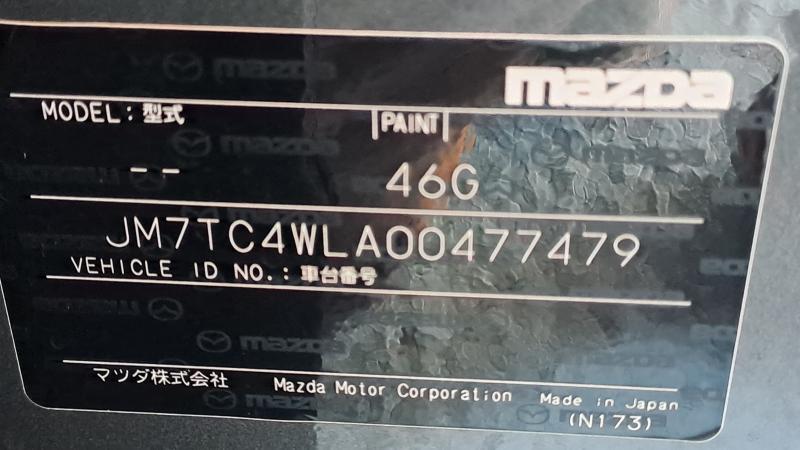 mazda
MODEL：型式 PAINT
-- 46G
JM7TC4WLA00477479
VEHICLE ID NO.：車台番号
マツダ株式会社 Mazda Motor Corporation Made in Japan
(N173)